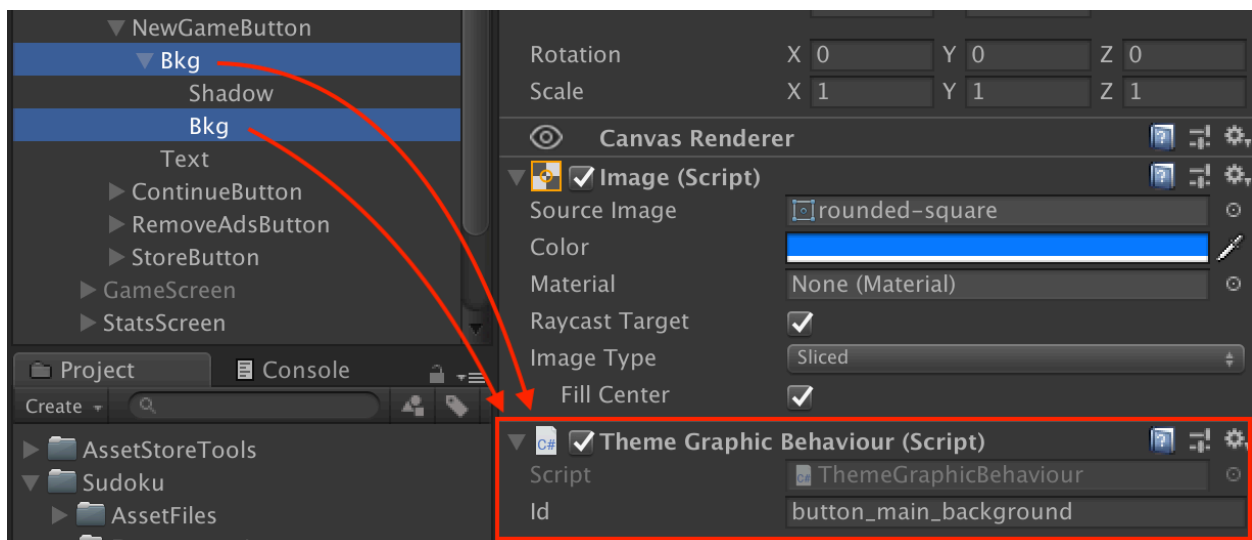 NewGameButton
Bkg
Shadow
Bkg
Text
ContinueButton
RemoveAdsButton
StoreButton
GameScreen
StatsScreen
Project
Console
Create
AssetStoreTools
Sudoku
AssetFiles
Rotation X 0 Y 0 Z 0
Scale X 1 Y 1 Z 1
Canvas Renderer
Image (Script)
Source Image rounded-square
Color
Material None (Material)
Raycast Target
Image Type Sliced
Fill Center
C# Theme Graphic Behaviour (Script)
Script ThemeGraphicBehaviour
Id button_main_background